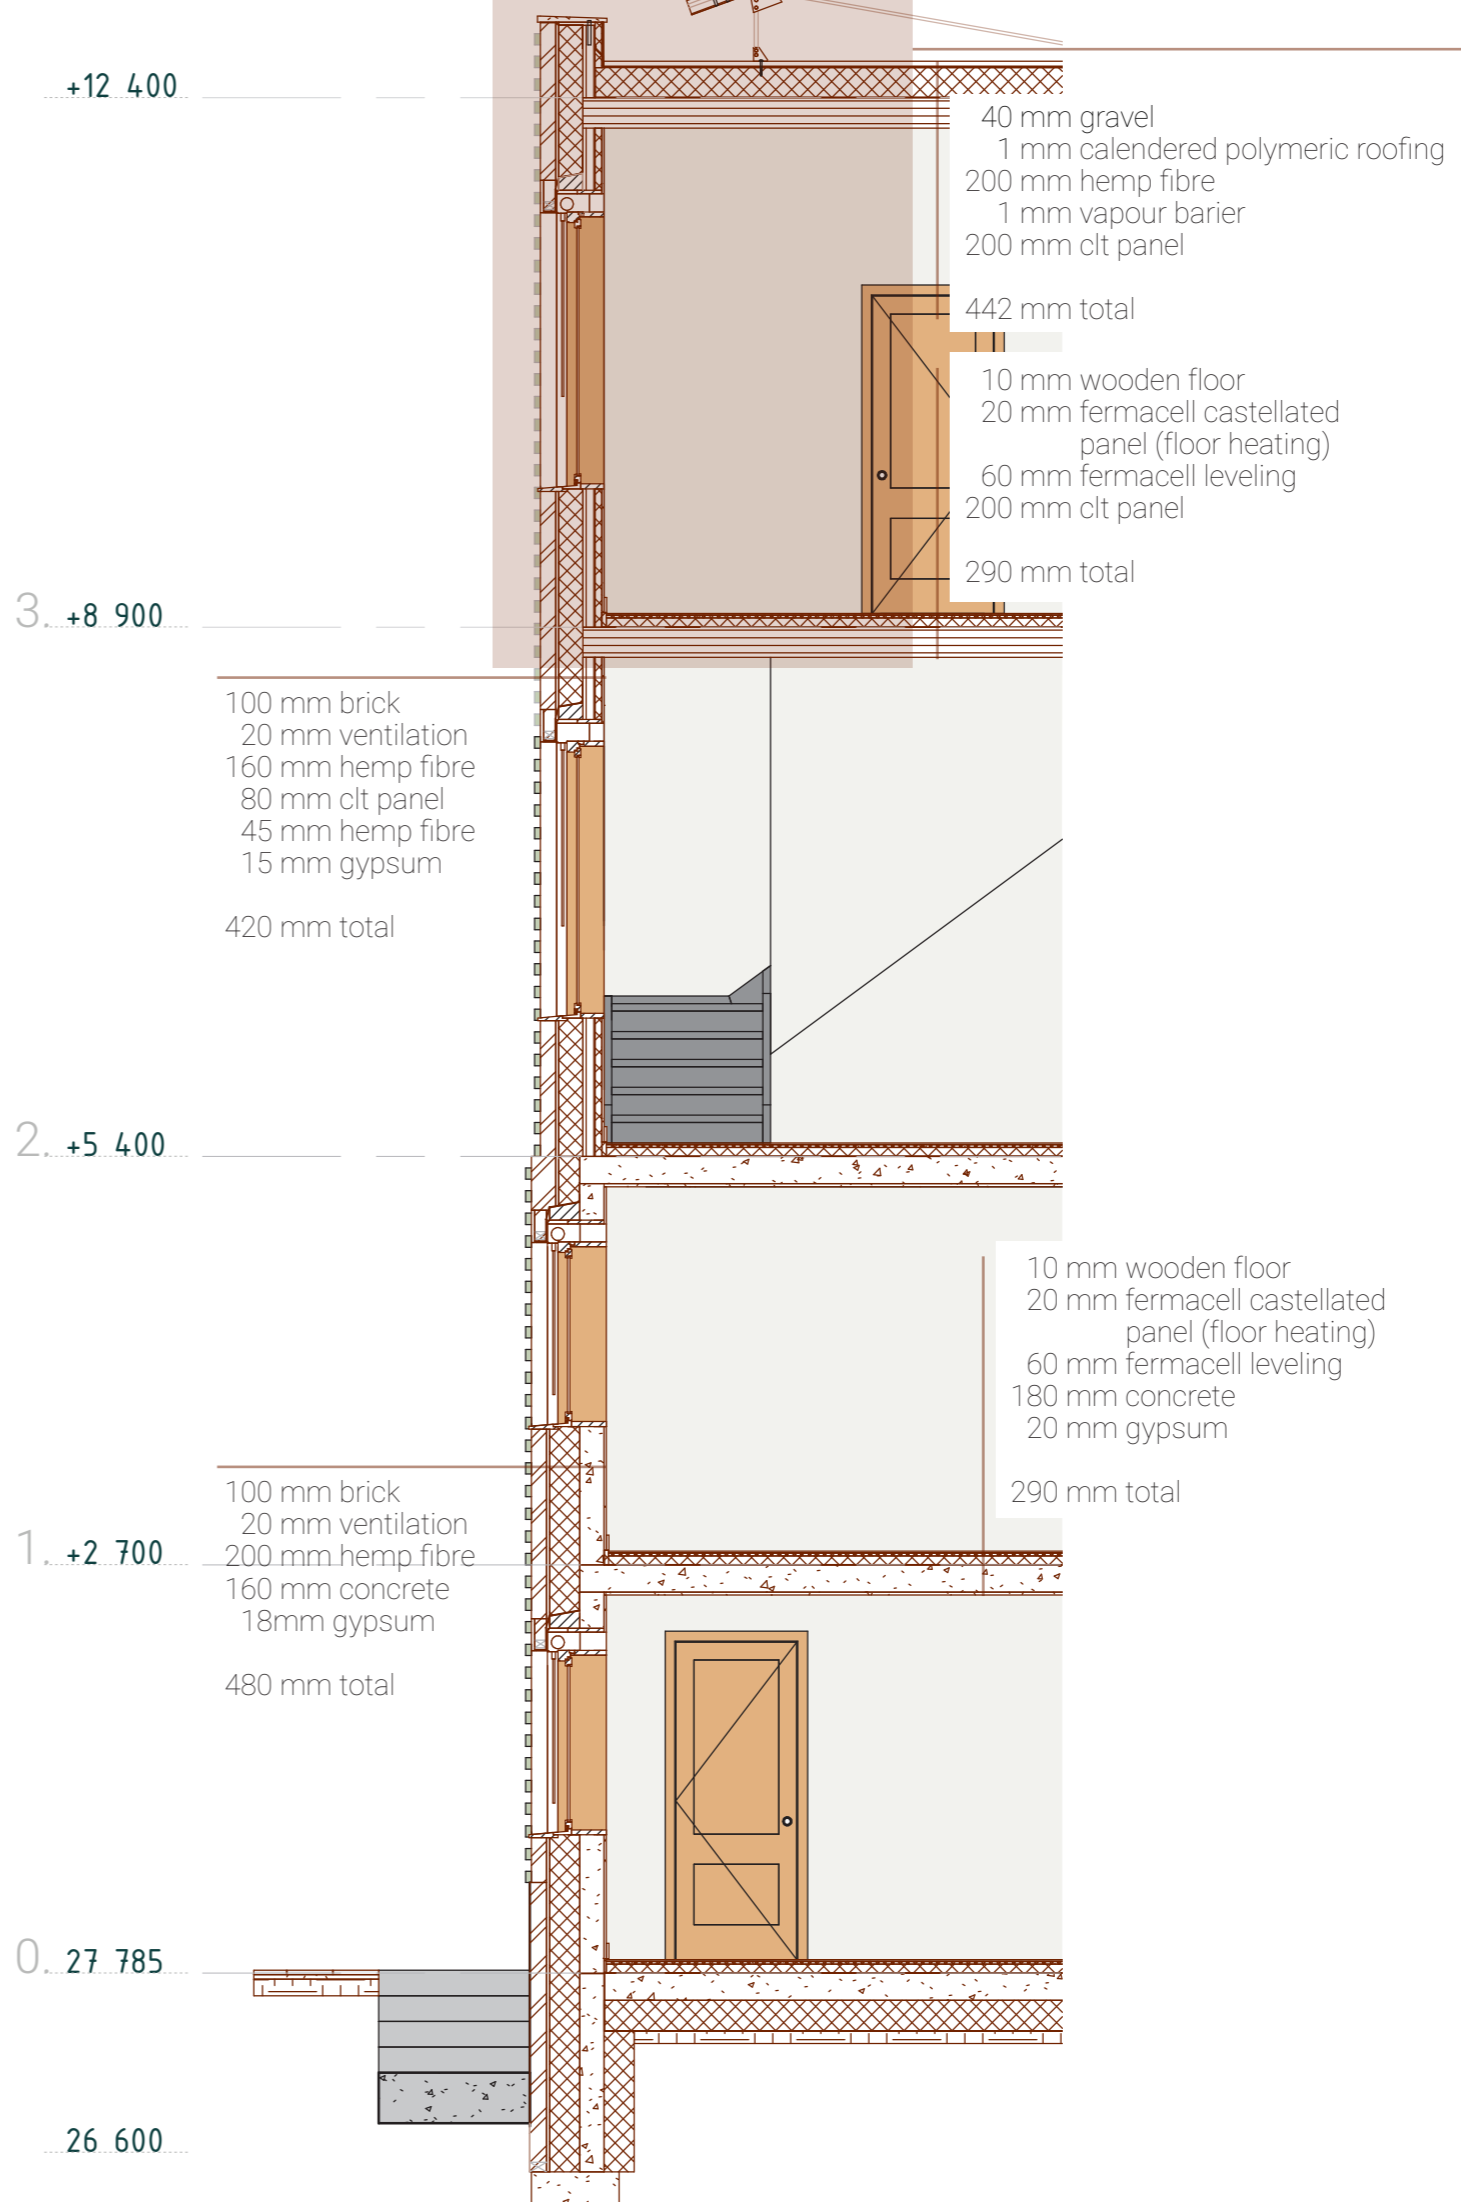 +12 400
40 mm gravel
1 mm calendered polymeric roofing
200 mm hemp fibre
1 mm vapour barier
200 mm clt panel
442 mm total
10 mm wooden floor
20 mm fermacell castellated
panel (floor heating)
60 mm fermacell leveling
200 mm clt panel
290 mm total
3. +8 900
100 mm brick
20 mm ventilation
160 mm hemp fibre
80 mm clt panel
45 mm hemp fibre
15 mm gypsum
420 mm total
2. +5 400
10 mm wooden floor
20 mm fermacell castellated
panel (floor heating)
60 mm fermacell leveling
180 mm concrete
20 mm gypsum
290 mm total
100 mm brick
20 mm ventilation
200 mm hemp fibre
160 mm concrete
18mm gypsum
480 mm total
1. +2 700
0. 27 785
26 600